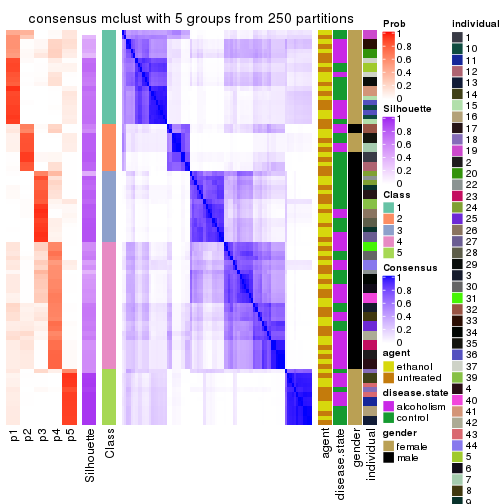 consensus mclust with 5 groups from 250 partitions
p1
p2
p3
p4
p5
Silhouette
Class
agent
disease.state
gender
individual
Prob
1
0.8
0.6
0.4
0.2
0
Silhouette
1
0.8
0.6
0.4
0.2
0
Class
1
2
3
4
5
Consensus
1
0.8
0.6
0.4
0.2
0
agent
ethanol
untreated
disease.state
alcoholism
control
gender
female
male
individual
1
10
11
12
13
14
15
16
17
18
19
2
20
22
23
24
25
26
27
28
29
3
30
31
32
33
34
35
36
37
39
4
40
41
42
43
44
5
6
7
8
9